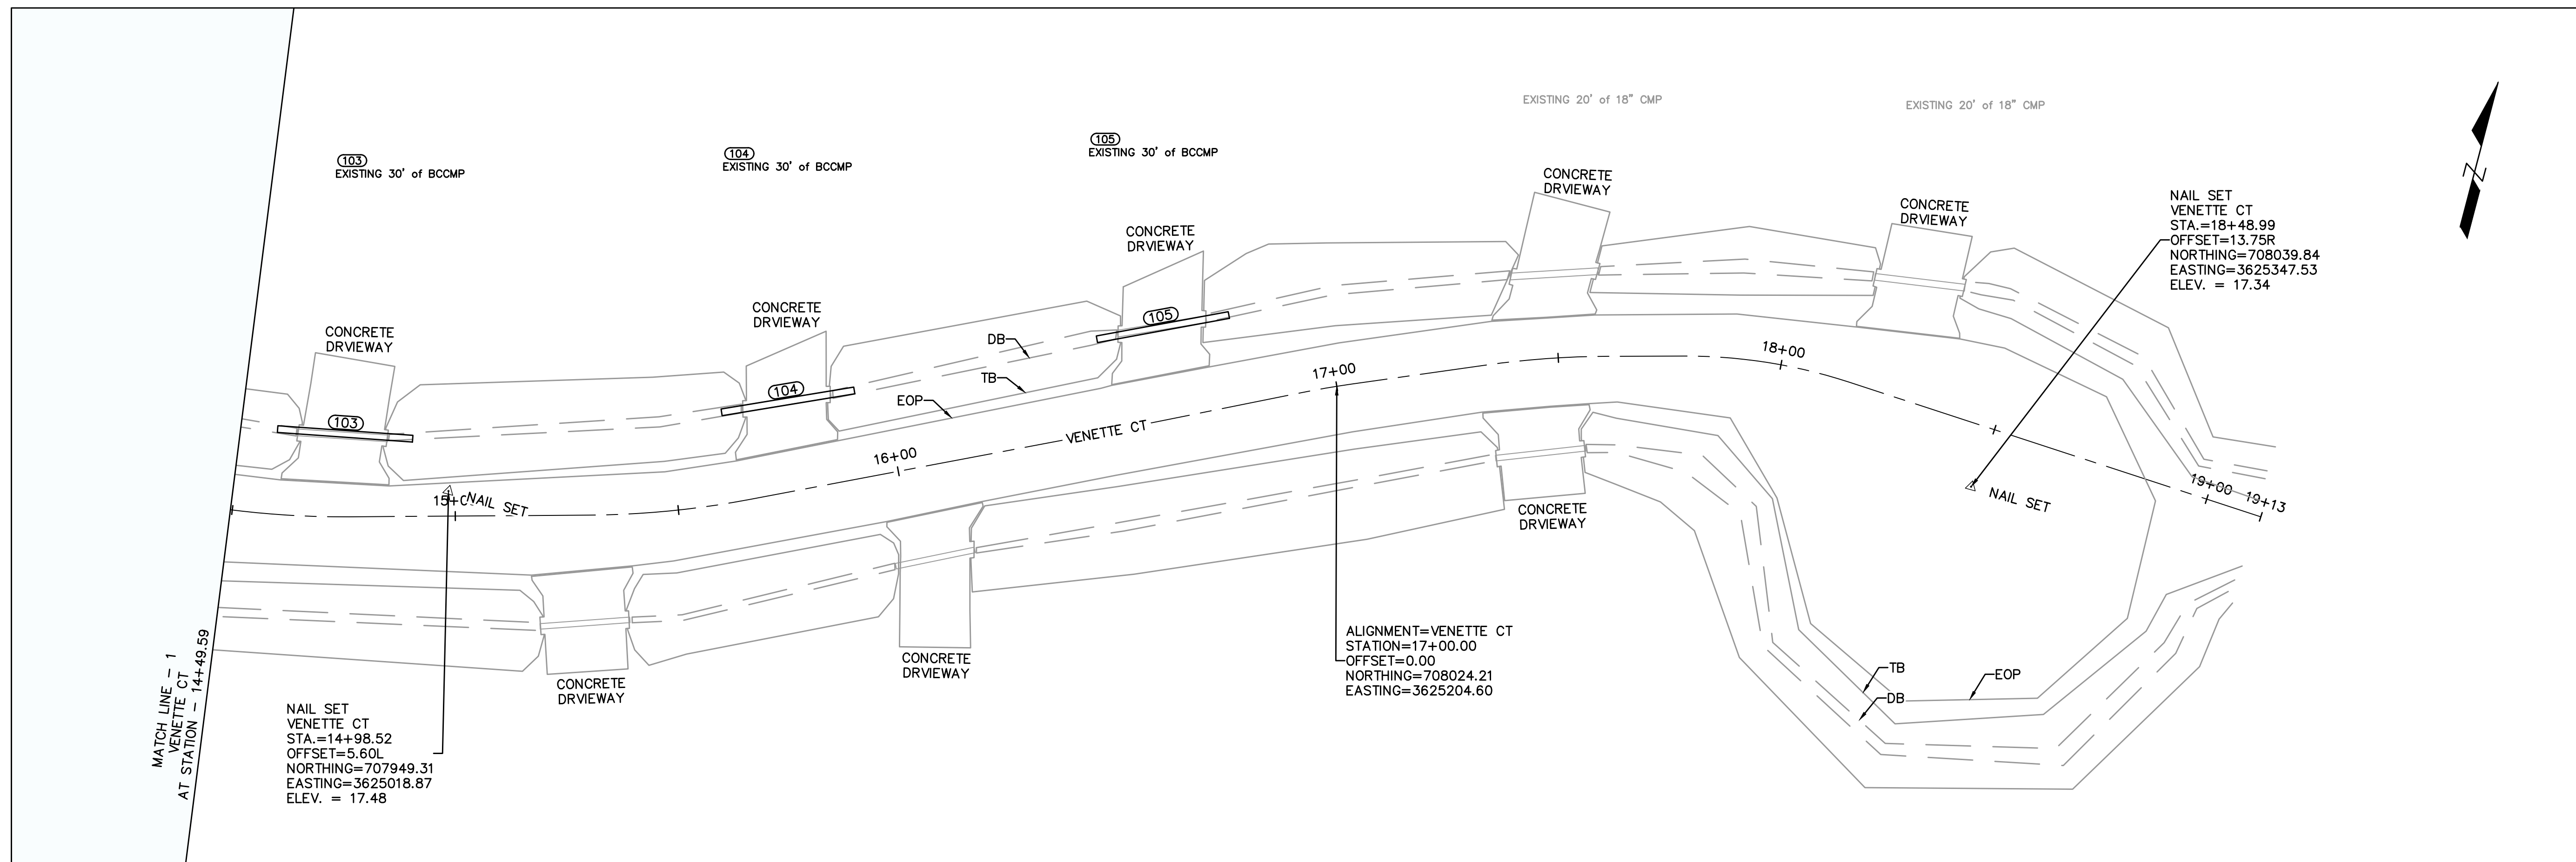 EXISTING 20' of 18" CMP
EXISTING 20' of 18" CMP
103
EXISTING 30' of BCCMP
104
EXISTING 30' of BCCMP
105
EXISTING 30' of BCCMP
CONCRETE
DRVIEWAY
CONCRETE
DRVIEWAY
NAIL SET
VENETTE CT
STA.=18+48.99
OFFSET=13.75R
NORTHING=708039.84
EASTING=3625347.53
ELEV. = 17.34
Z
CONCRETE
DRVIEWAY
CONCRETE
DRVIEWAY
CONCRETE
DRVIEWAY
105
DB
TB
EOP
104
103
17+00
18+00
VENETTE CT
16+00
15+0
NAIL SET
NAIL SET
19+00
19+13
CONCRETE
DRVIEWAY
CONCRETE
DRVIEWAY
CONCRETE
DRVIEWAY
ALIGNMENT=VENETTE CT
STATION=17+00.00
OFFSET=0.00
NORTHING=708024.21
EASTING=3625204.60
TB
EOP
DB
MATCH LINE - 1
VENETTE CT
AT STATION - 14+49.59
NAIL SET
VENETTE CT
STA.=14+98.52
OFFSET=5.60L
NORTHING=707949.31
EASTING=3625018.87
ELEV. = 17.48